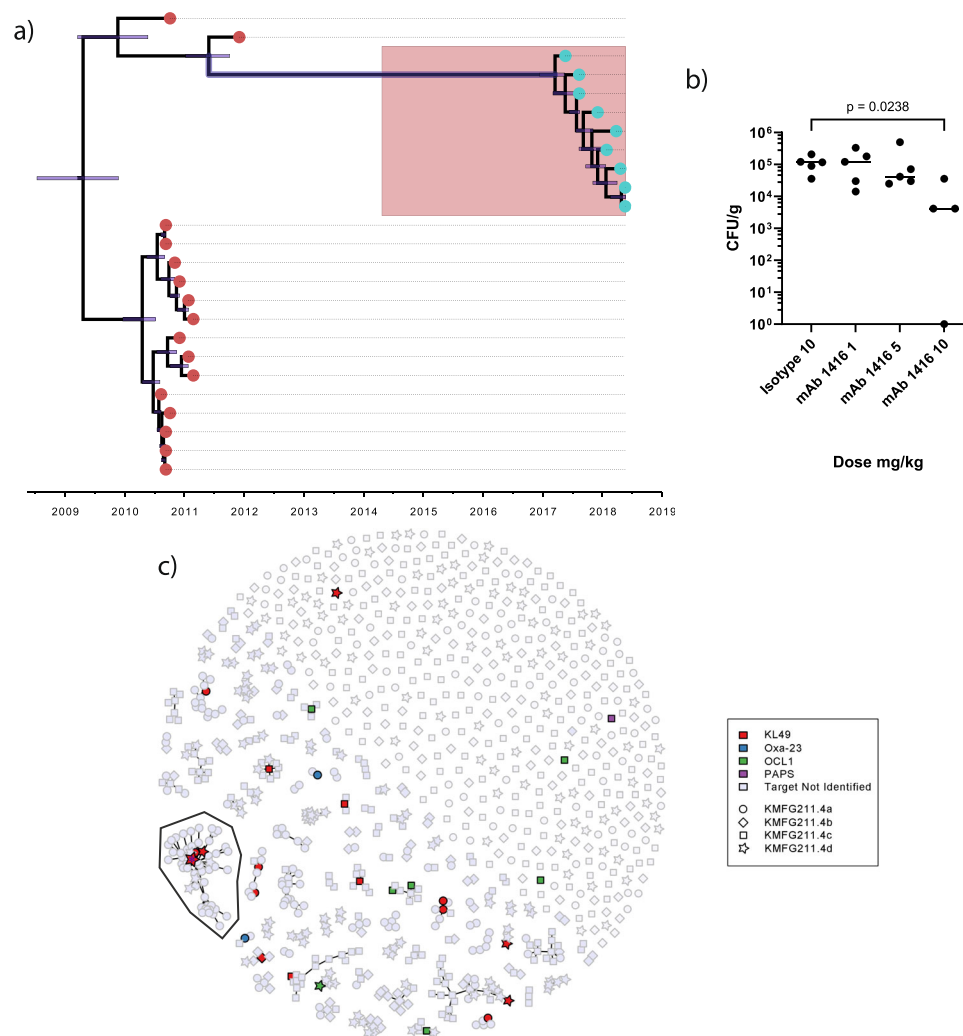 a)
2009 2010 2011 2012 2013 2014 2015 2016 2017 2018 2019
b)
p = 0.0238
CFU/g
10⁶
10⁵
10⁴
10³
10²
10¹
10⁰
Isotype 10
mAb 1416 1
mAb 1416 5
mAb 1416 10
Dose mg/kg
c)
KL49
Oxa-23
OCL1
PAPS
Target Not Identified
KMFG211.4a
KMFG211.4b
KMFG211.4c
KMFG211.4d